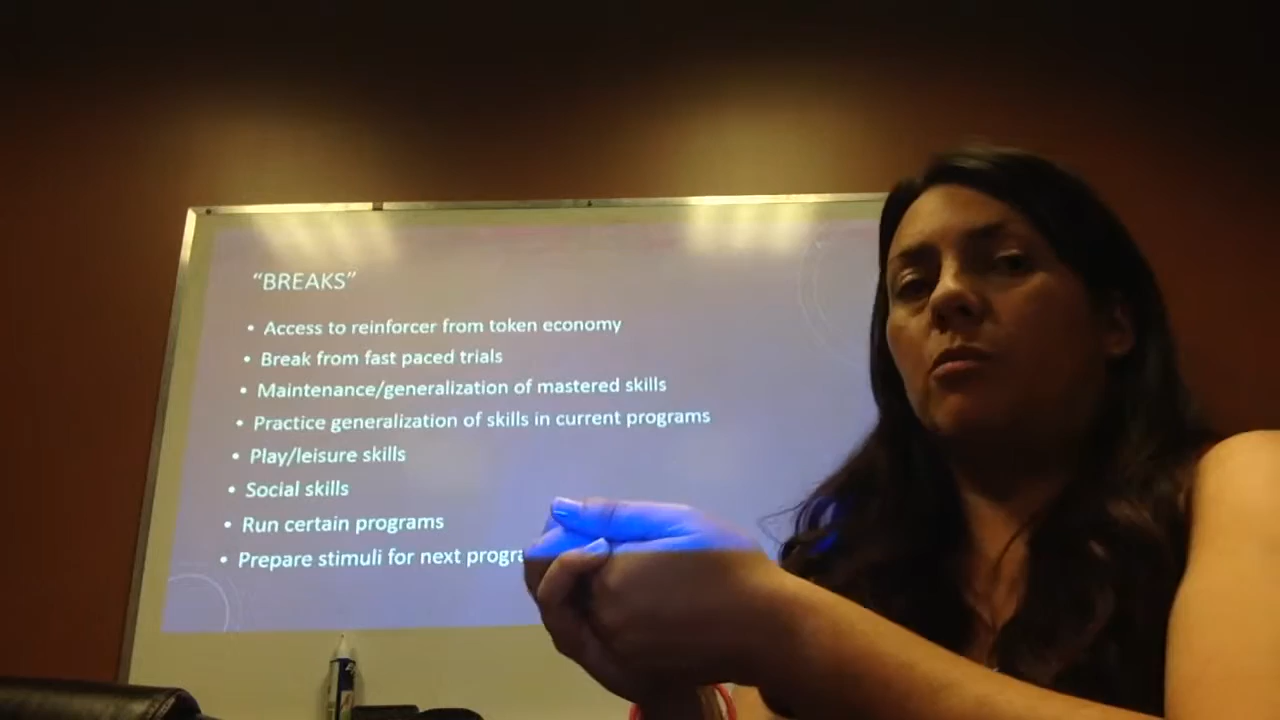 “BREAKS”
• Access to reinforcer from token economy
• Break from fast paced trials
• Maintenance/generalization of mastered skills
• Practice generalization of skills in current programs
• Play/leisure skills
• Social skills
• Run certain programs
• Prepare stimuli for next